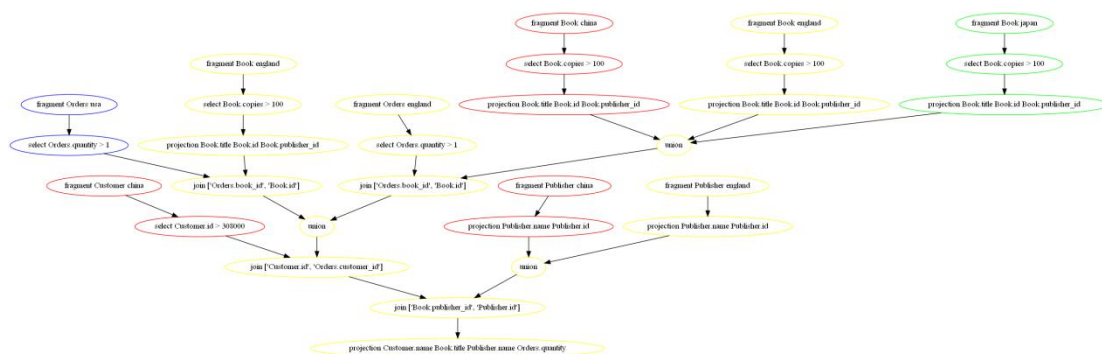 fragment Book china
fragment Book england
fragment Book japan
fragment Book england
select Book.copies > 100
select Book.copies > 100
select Book.copies > 100
fragment Orders usa
select Book.copies > 100
fragment Orders england
projection Book.title Book.id Book.publisher_id
projection Book.title Book.id Book.publisher_id
projection Book.title Book.id Book.publisher_id
select Orders.quantity > 1
projection Book.title Book.id Book.publisher_id
select Orders.quantity > 1
union
fragment Customer china
join ['Orders.book_id', 'Book.id']
join ['Orders.book_id', 'Book.id']
fragment Publisher china
fragment Publisher england
select Customer.id > 308000
union
projection Publisher.name Publisher.id
projection Publisher.name Publisher.id
join ['Customer.id', 'Orders.customer_id']
union
join ['Book.publisher_id', 'Publisher.id']
projection Customer.name Book.title Publisher.name Orders.quantity